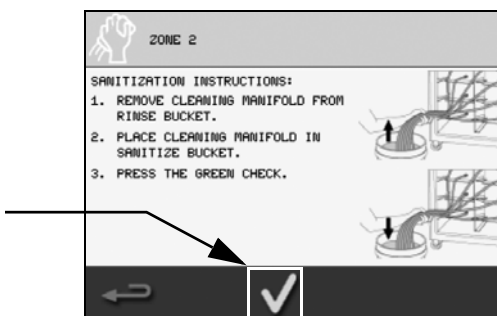 ZONE 2
SANITIZATION INSTRUCTIONS:
1. REMOVE CLEANING MANIFOLD FROM
RINSE BUCKET.
2. PLACE CLEANING MANIFOLD IN
SANITIZE BUCKET.
3. PRESS THE GREEN CHECK.